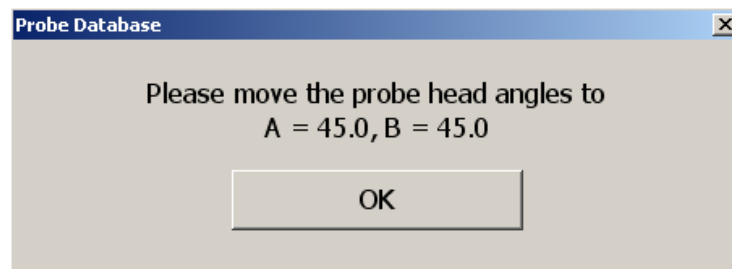 Probe Database
Please move the probe head angles to
A = 45.0, B = 45.0
OK